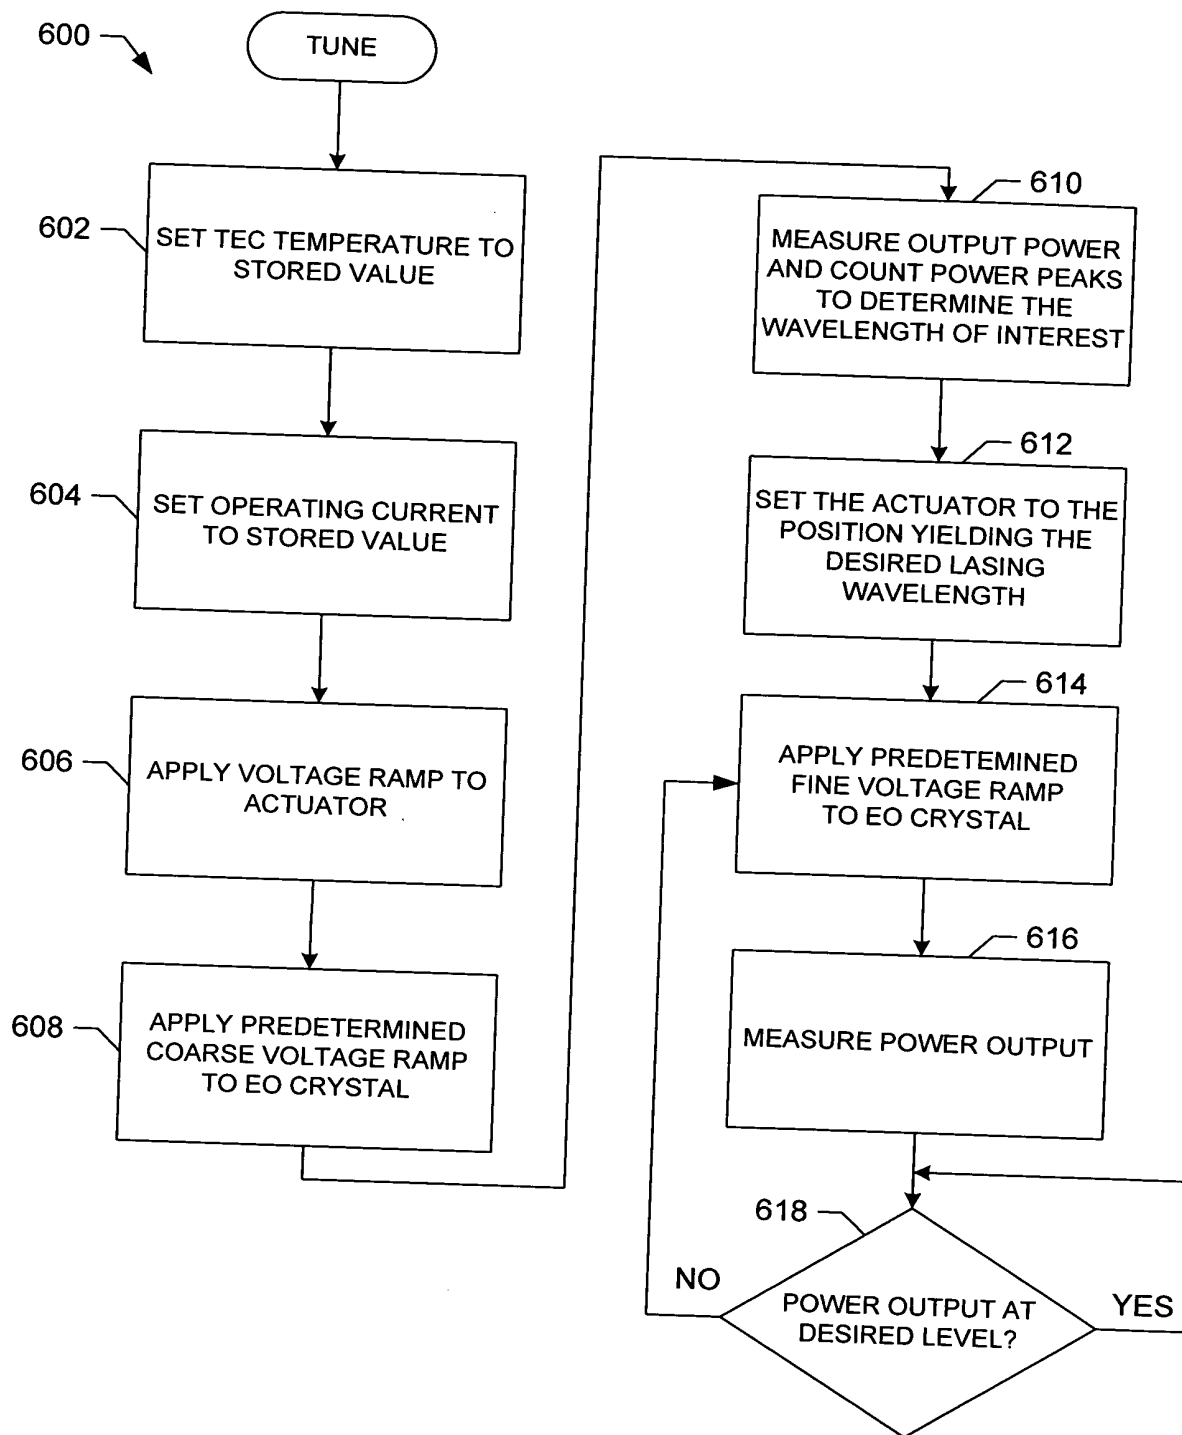 600
TUNE
602
SET TEC TEMPERATURE TO
STORED VALUE
604
SET OPERATING CURRENT
TO STORED VALUE
606
APPLY VOLTAGE RAMP TO
ACTUATOR
608
APPLY PREDETERMINED
COARSE VOLTAGE RAMP
TO EO CRYSTAL
610
MEASURE OUTPUT POWER
AND COUNT POWER PEAKS
TO DETERMINE THE
WAVELENGTH OF INTEREST
612
SET THE ACTUATOR TO THE
POSITION YIELDING THE
DESIRED LASING
WAVELENGTH
614
APPLY PREDETEMINED
FINE VOLTAGE RAMP
TO EO CRYSTAL
616
MEASURE POWER OUTPUT
618
NO
POWER OUTPUT AT
DESIRED LEVEL?
YES